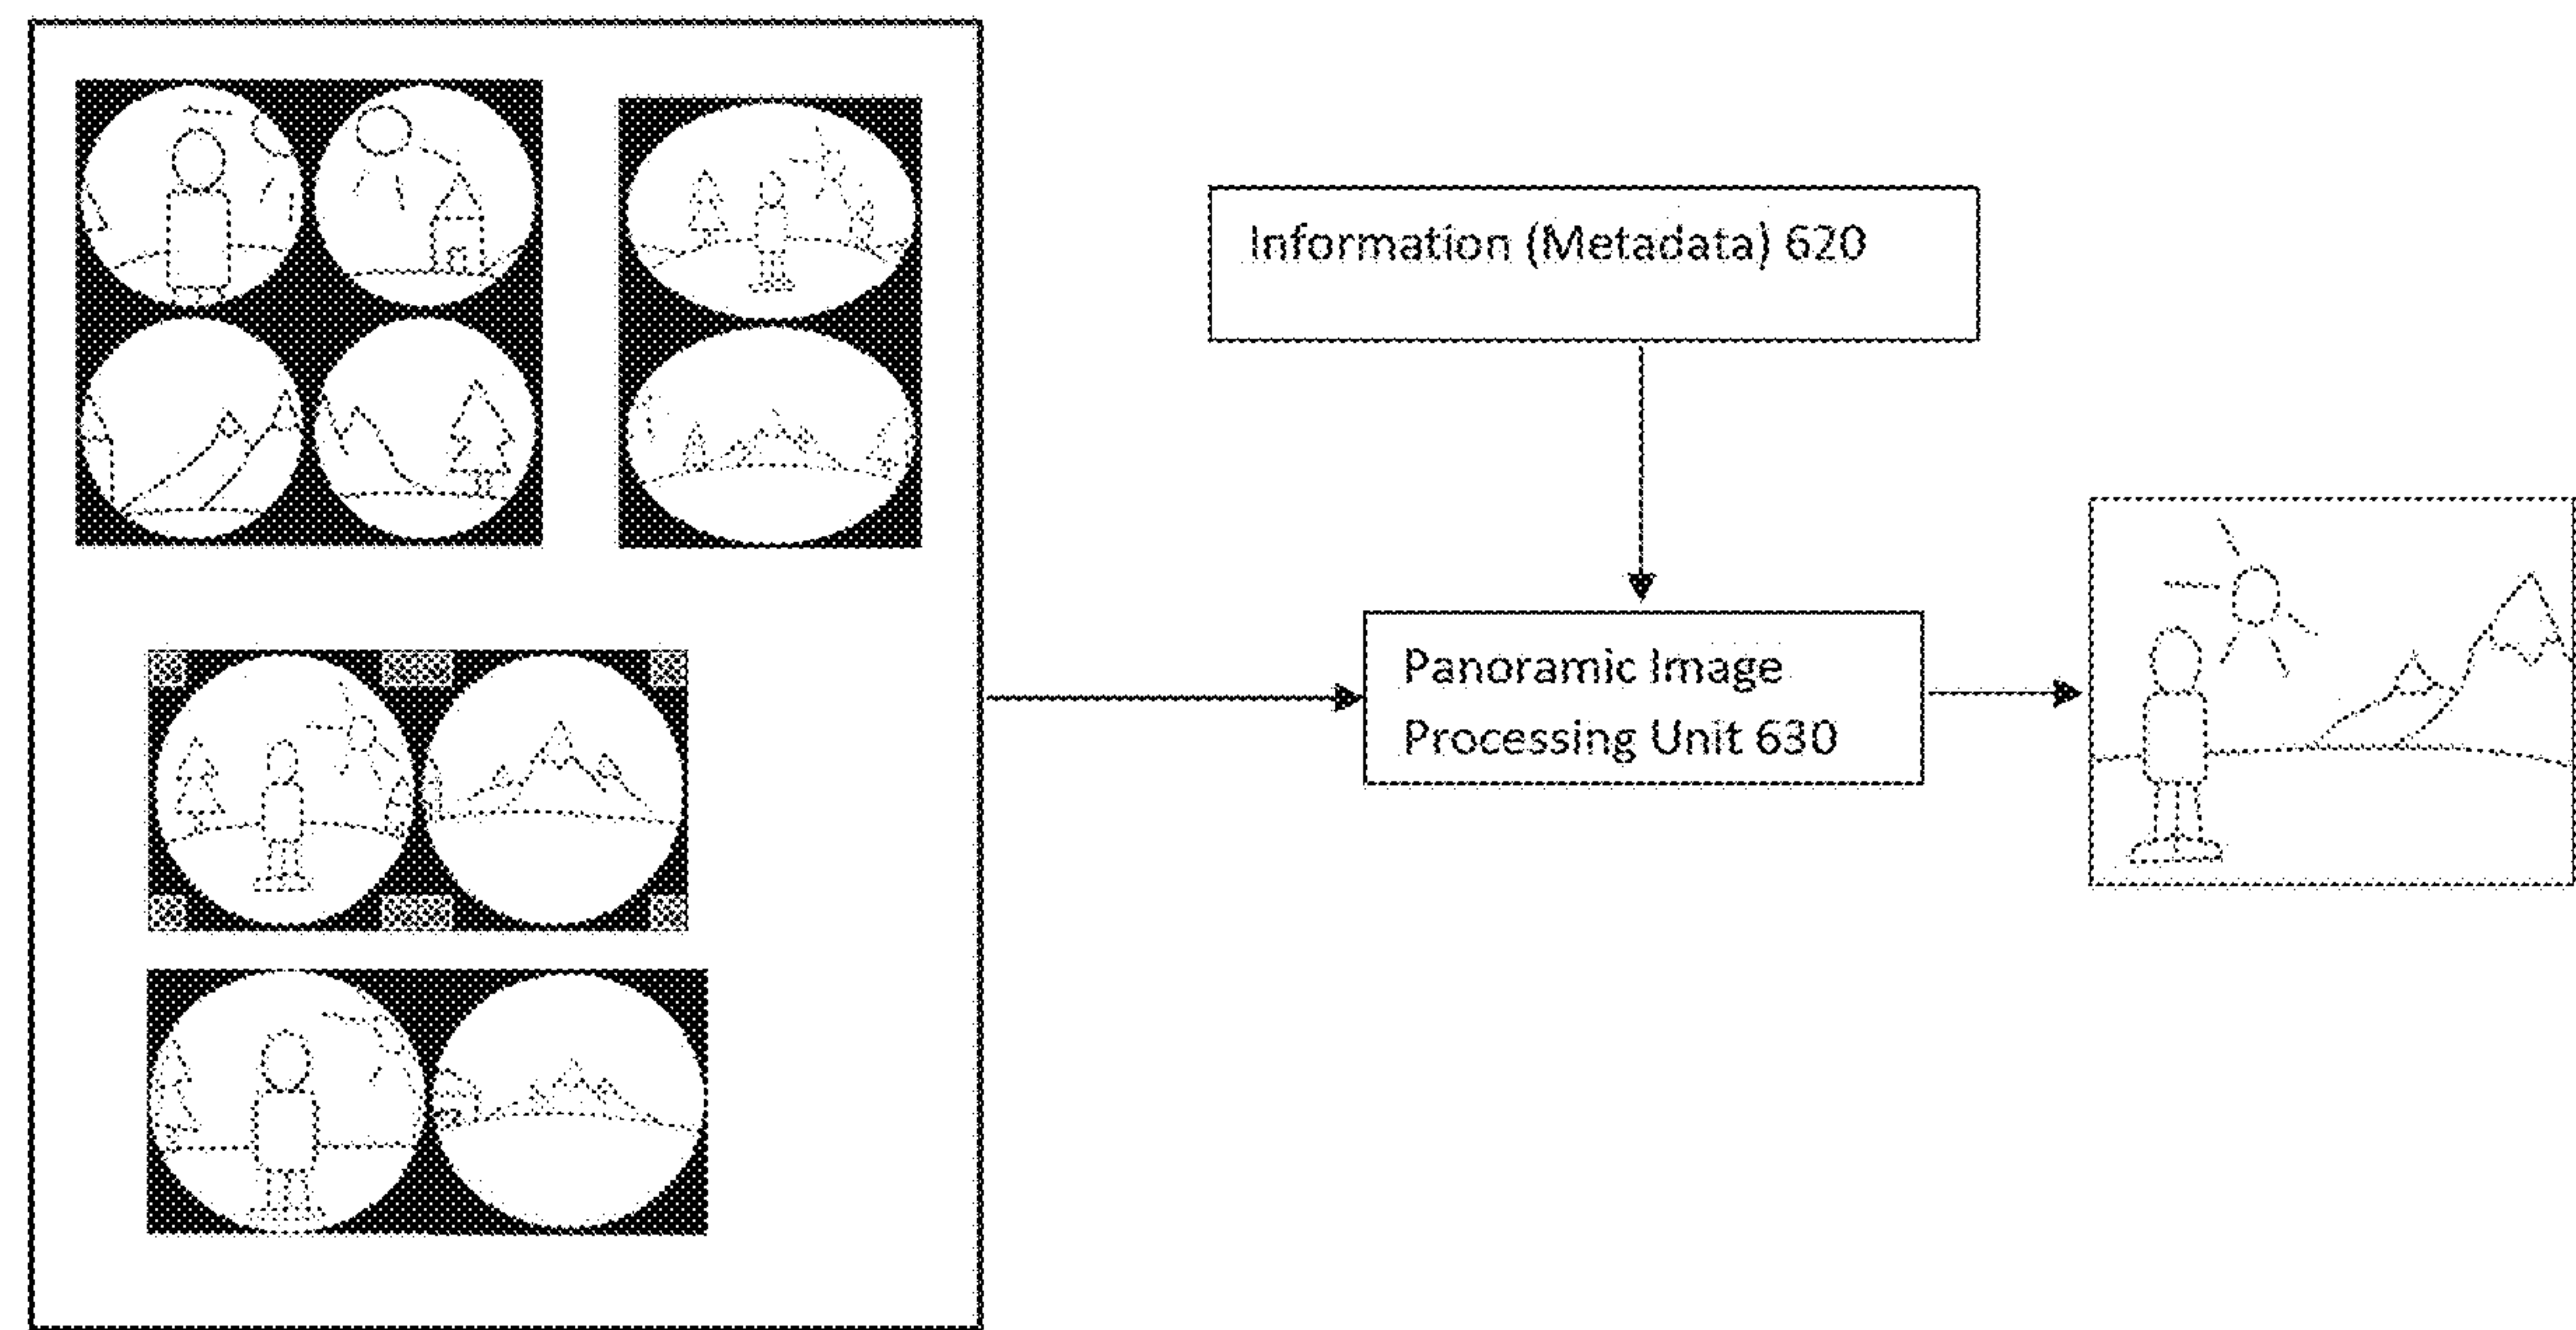 Information (Metadata) 620
Panoramic Image
Processing Unit 630